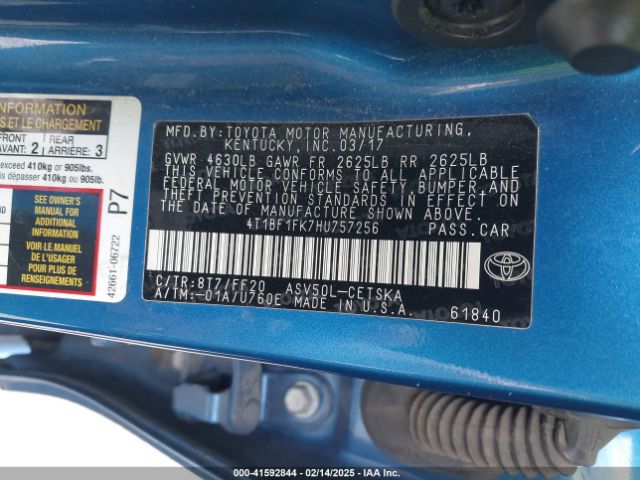 INFORMATION
S ET LE CHARGEMENT
FRONT
AVANT: 2
REAR
ARRIÈRE: 3
exceed 410kg or 905lbs.
s dépasser 410kg ou 905lbs.
SEE OWNER'S
MANUAL FOR
ADDITIONAL
INFORMATION
VOIR LE MANUEL
DE L'USAGER
POUR PLUS DE
RENSEIGNEMENTS
P7
42661-06722
MFD.BY:TOYOTA MOTOR MANUFACTURING,
KENTUCKY, INC.03/17
GVWR 4630LB GAWR FR 2625LB RR 2625LB
THIS VEHICLE CONFORMS TO ALL APPLICABLE
FEDERAL MOTOR VEHICLE SAFETY, BUMPER,AND
THEFT PREVENTION STANDARDS IN EFFECT ON
THE DATE OF MANUFACTURE SHOWN ABOVE.
4T1BF1FK7HU757256 PASS.CAR
C/TR:8T7/FF20 ASV50L-CETSKA
A/TM:-01A/U760E MADE IN U.S.A.
61840
000-41592844 - 02/14/2025 - IAA, Inc.